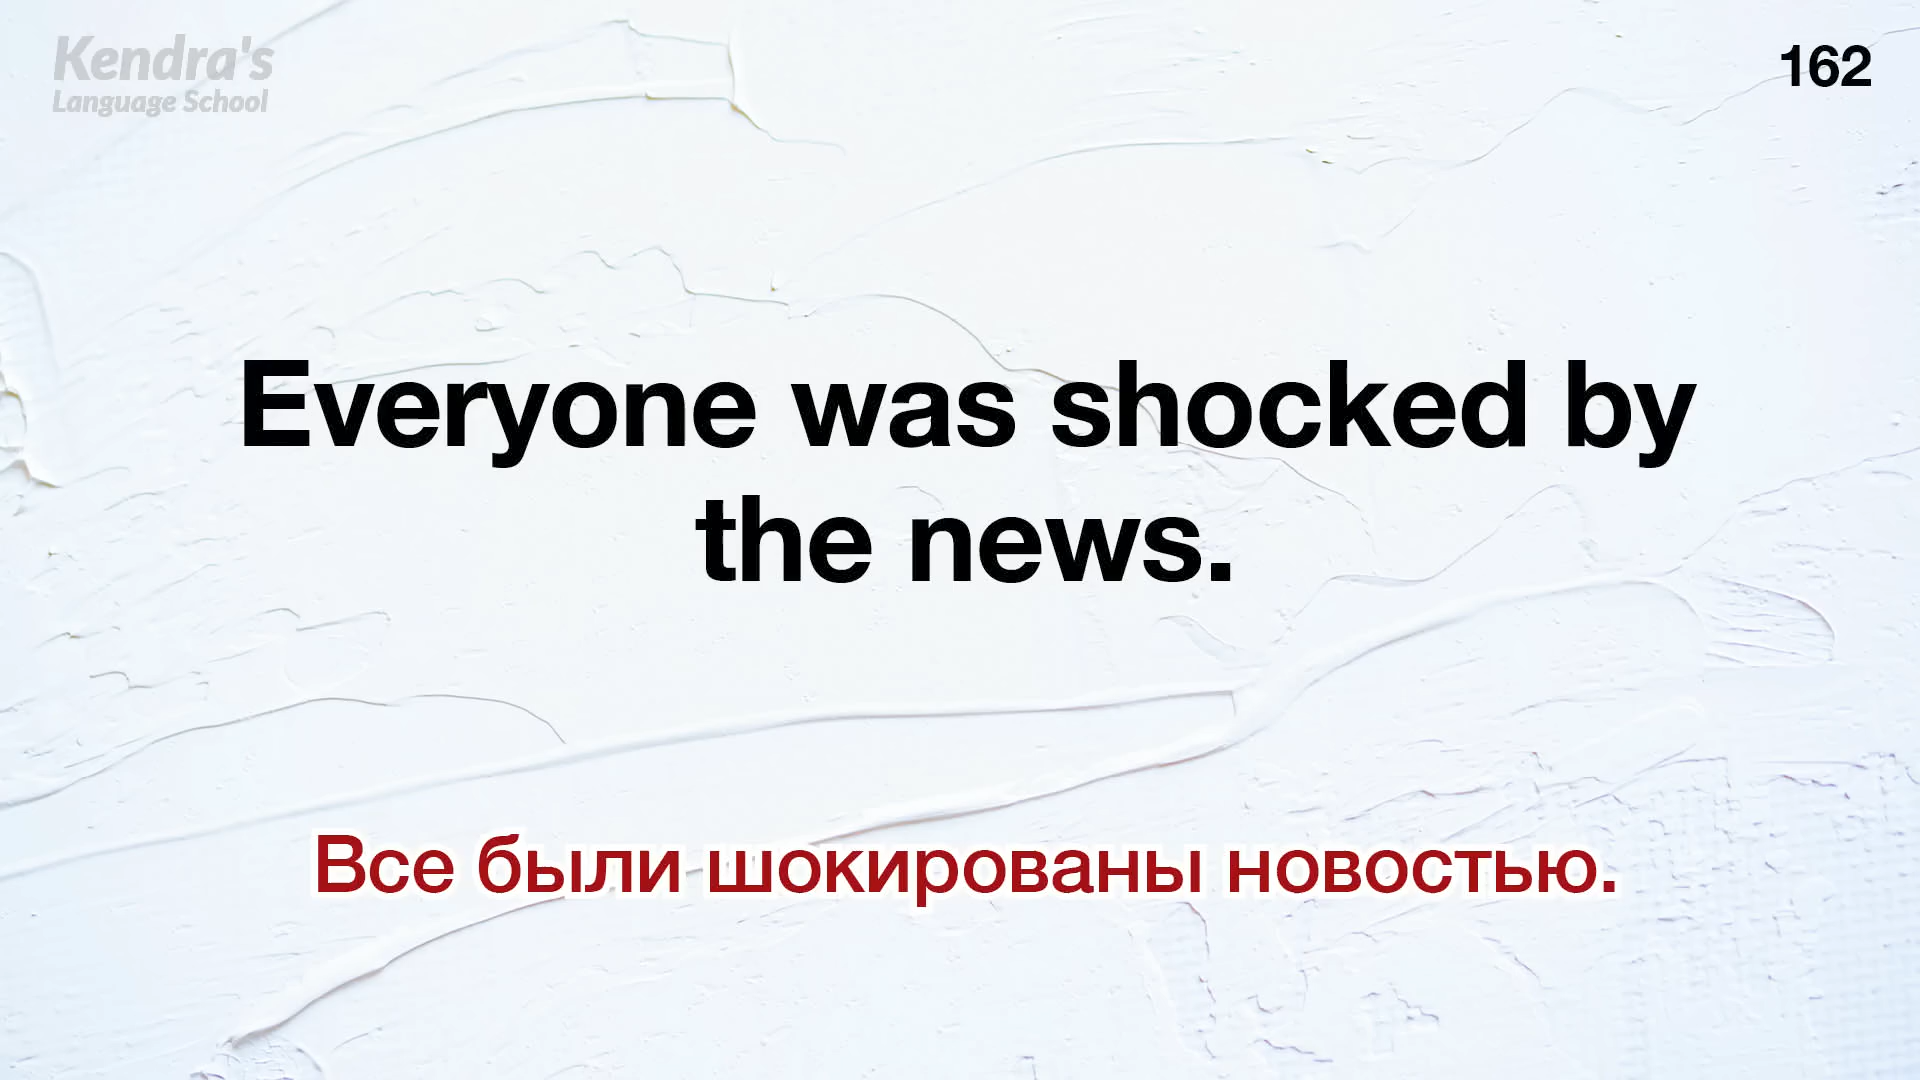 Kendra's
Language School
162
Everyone was shocked by
the news.
Все были шокированы новостью.